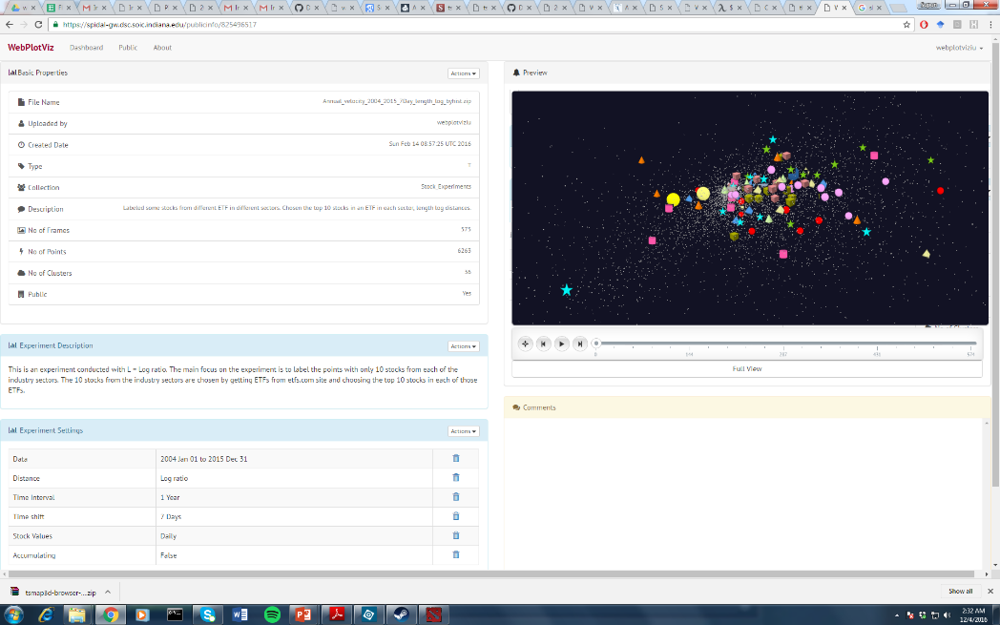 https://spidal-gw.dsc.soic.indiana.edu/publicinfo/825496517
WebPlotViz Dashboard Public About webplotviziu
Basic Properties Actions
File Name Annual_velocity_2004_2015_7Day_length_log_byhist.zip
Uploaded by webplotviziu
Created Date Sun Feb 14 08:57:25 UTC 2016
Type
Collection Stock_Experiments
Description Labeled some stocks from different ETF in different sectors. Chosen the top 10 stocks in an ETF in each sector, length log distances.
No of Frames 575
No of Points 6263
No of Clusters
Public Yes
Experiment Description Actions
This is an experiment conducted with L = Log ratio. The main focus on the experiment is to label the points with only 10 stocks from each of the
industry sectors. The 10 stocks from the industry sectors are chosen by getting ETFs from etfs.com site and choosing the top 10 stocks in each of those
ETFs.
Experiment Settings Actions
Data 2004 Jan 01 to 2015 Dec 31
Distance Log ratio
Time Interval 1 Year
Time shift 7 Days
Stock Values Daily
Accumulating False
Preview
0 144 287 431 574
Full View
Comments
tsmap3d-browser-....zip
Show all
2:32 AM
12/4/2016